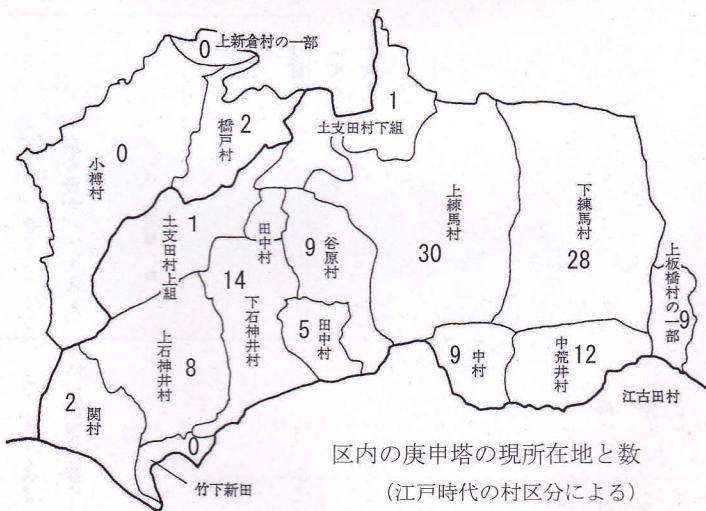 0 上新倉村の一部
橋戸村 2
1
土支田村下組
小榑村 0
土支田村上組 1
田中村
谷原村 9
上練馬村 30
下練馬村 28
上板橋村の一部 9
下石神井村 14
田中村 5
上石神井村 8
中村 9
中荒井村 12
関村 2
0
竹下新田
江古田村
区内の庚申塔の現所在地と数
(江戸時代の村区分による)